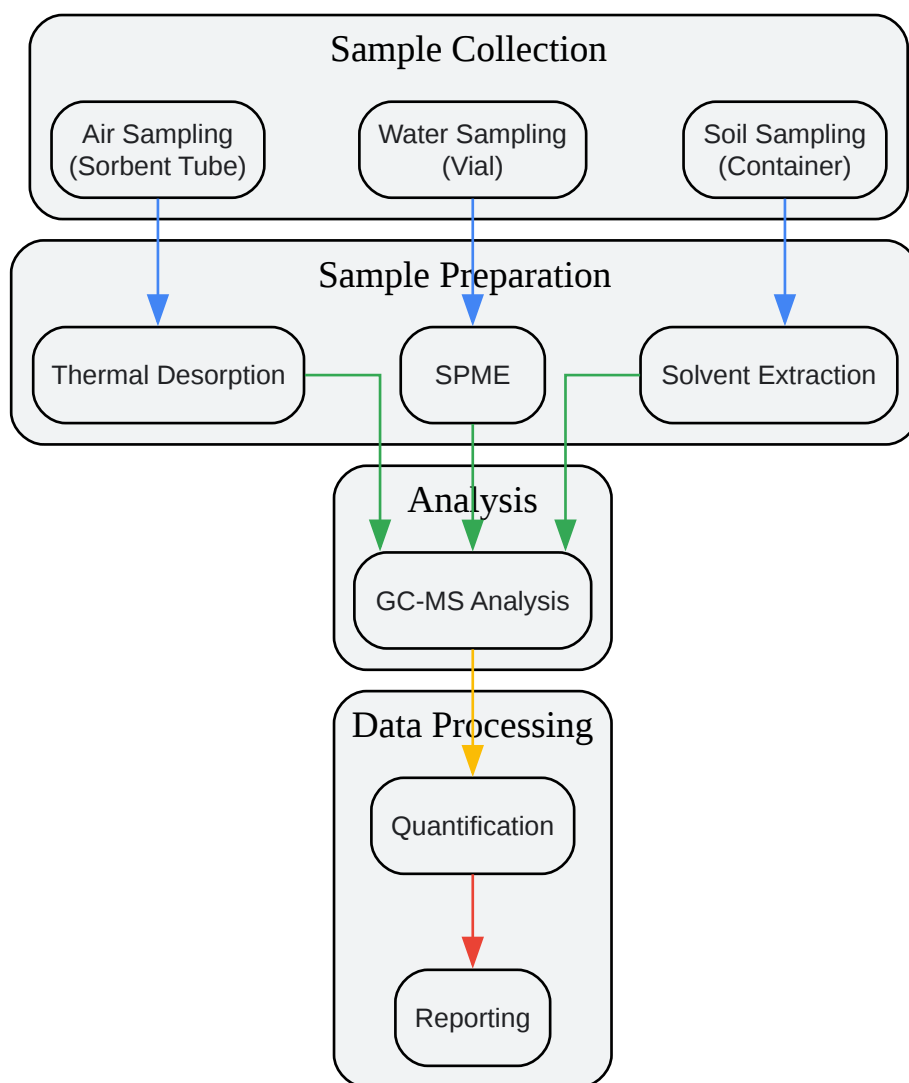 Sample Collection
Air Sampling
(Sorbent Tube)
Water Sampling
(Vial)
Soil Sampling
(Container)
Sample Preparation
Thermal Desorption
SPME
Solvent Extraction
Analysis
GC-MS Analysis
Data Processing
Quantification
Reporting